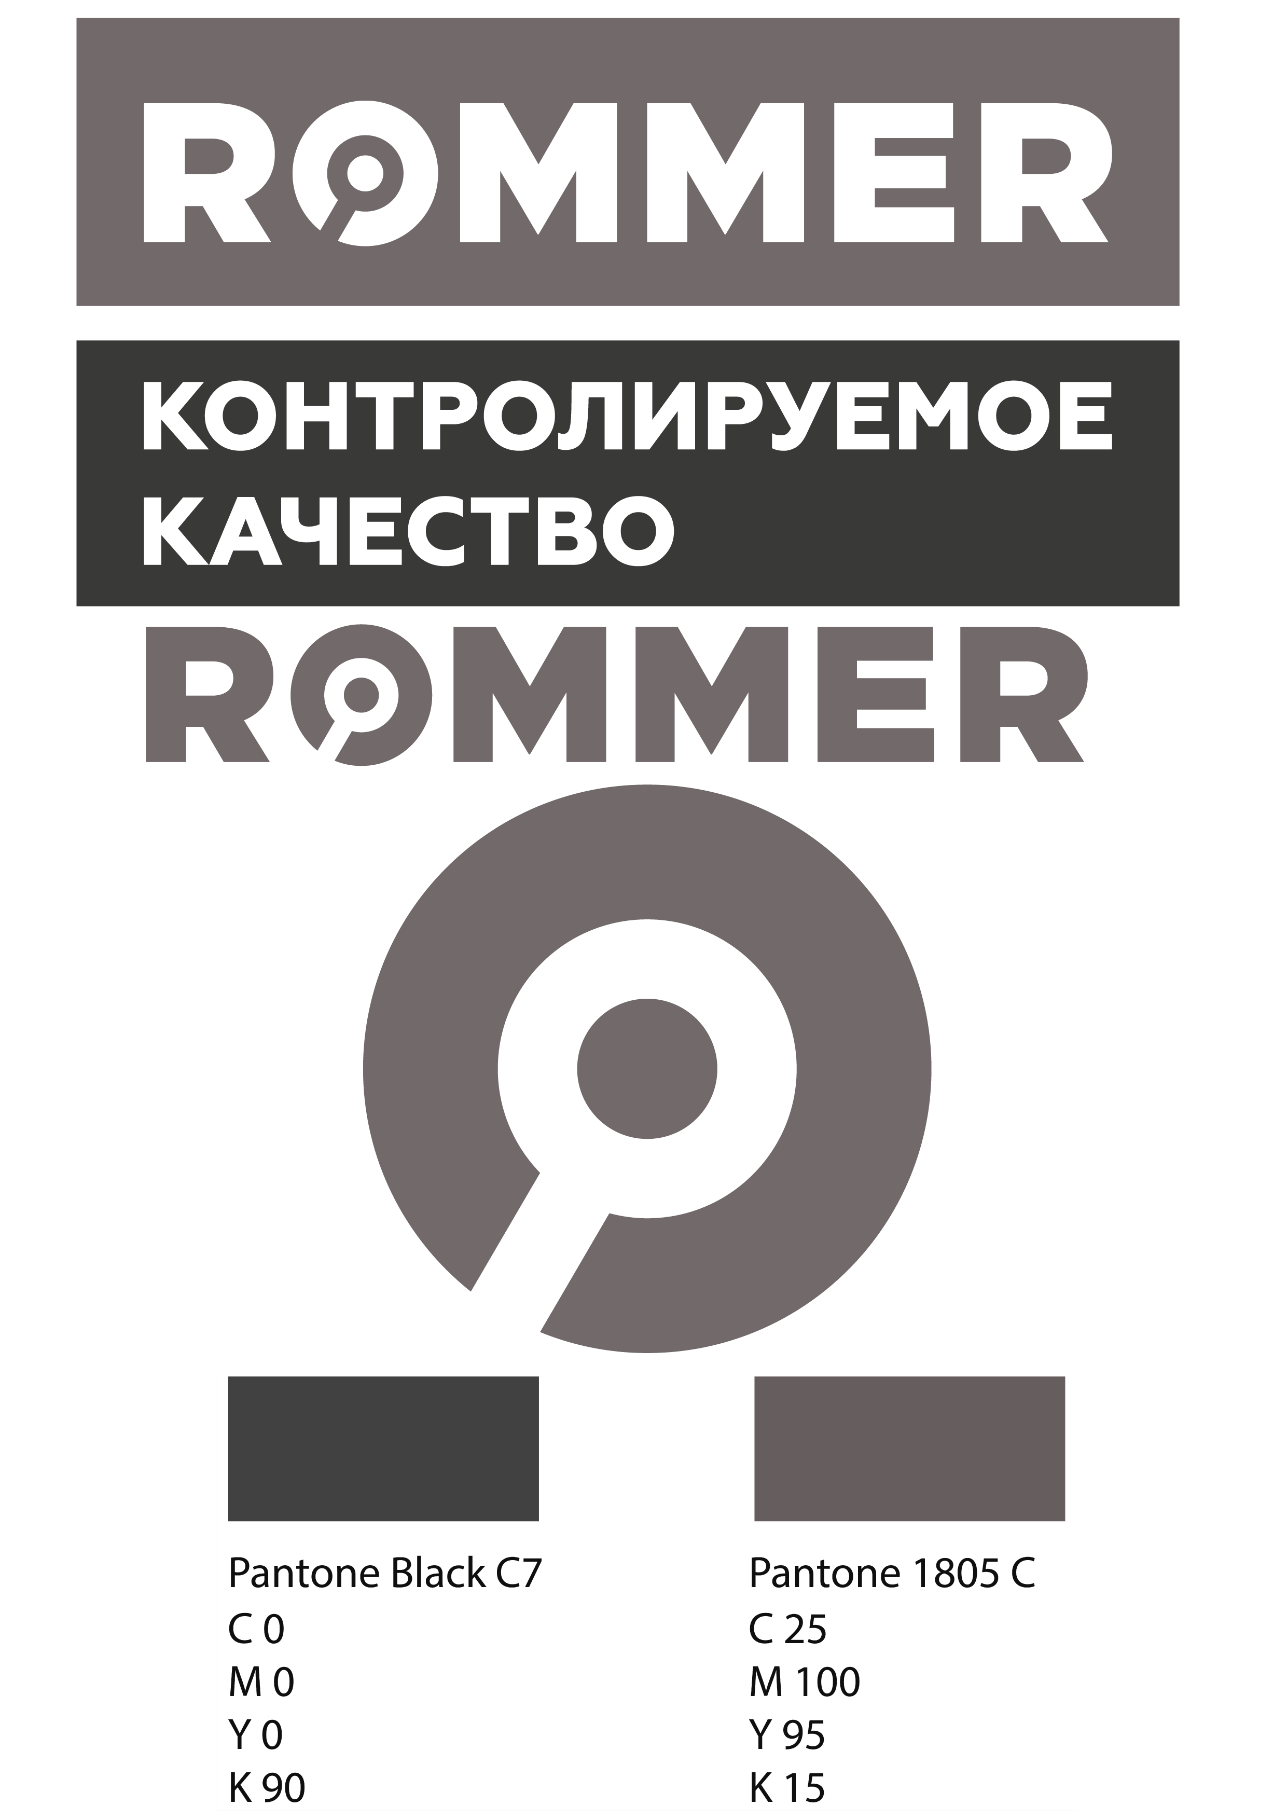 ROMMER
КОНТРОЛИРУЕМОЕ
КАЧЕСТВО
ROMMER
Pantone Black C7
C 0
M 0
Y 0
K 90
Pantone 1805 C
C 25
M 100
Y 95
K 15